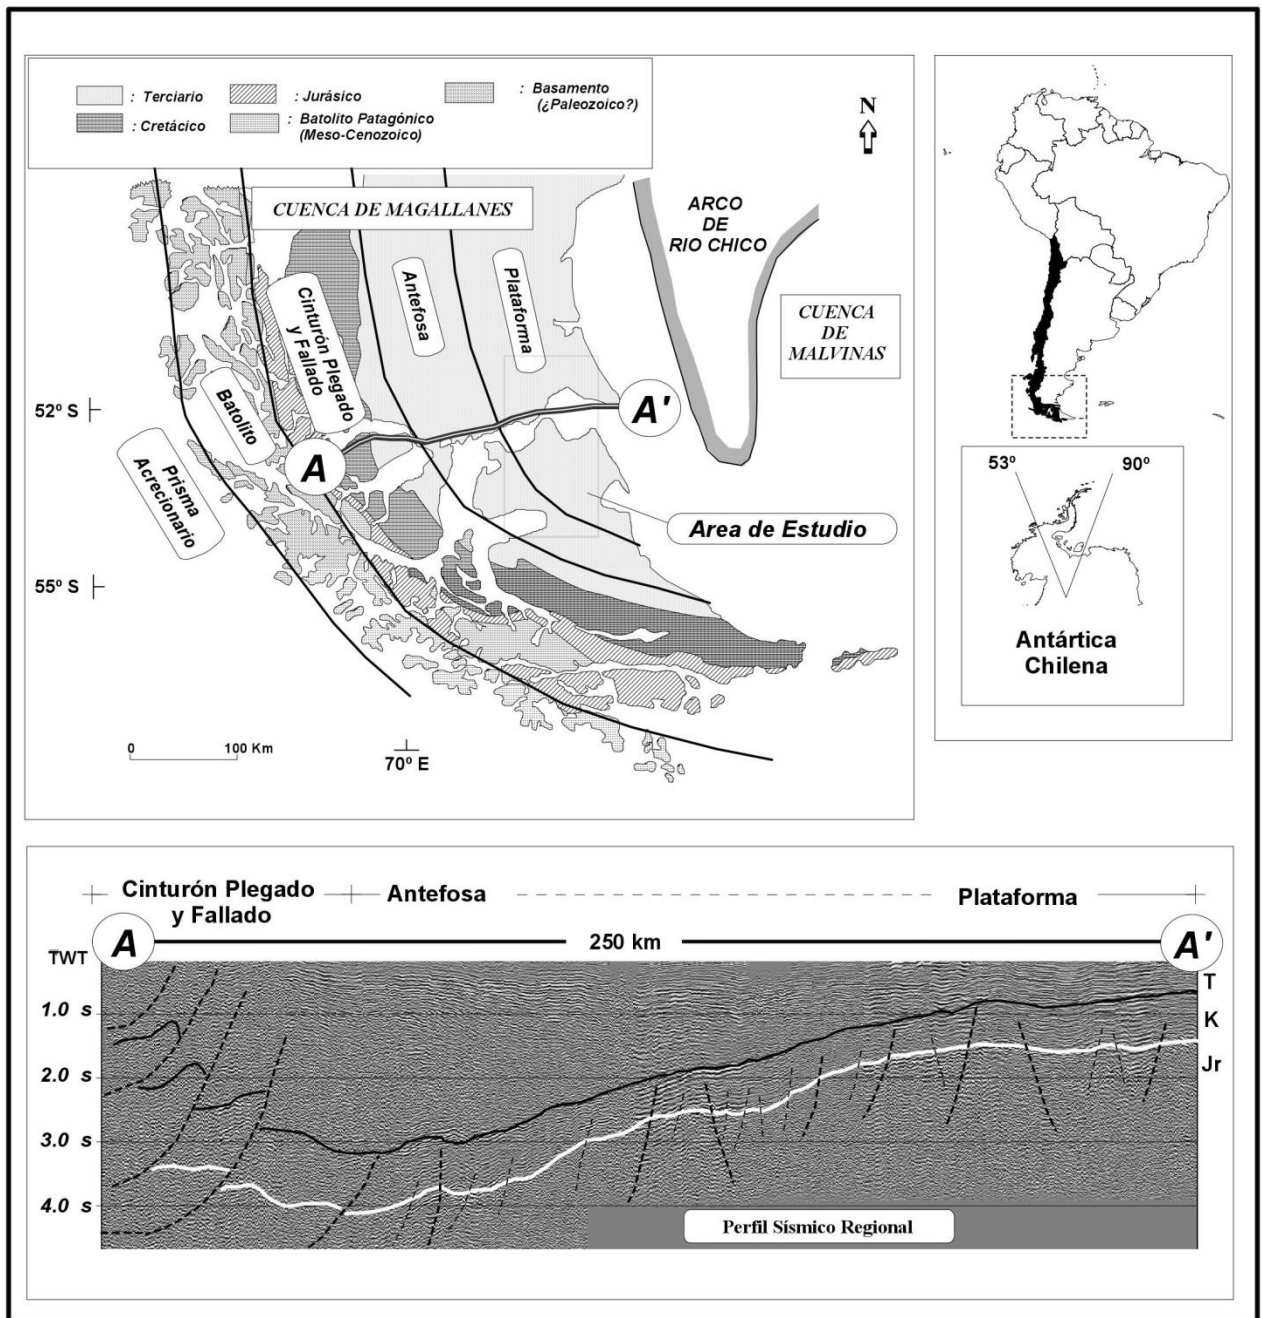 : Terciario
: Jurásico
: Basamento
(¿Paleozoico?)
: Cretácico
: Batolito Patagónico
(Meso-Cenozoico)
N
CUENCA DE MAGALLANES
ARCO
DE
RIO CHICO
Antefosa
Plataforma
Cinturón Plegado
y Fallado
CUENCA
DE
MALVINAS
Batolito
Prisma
Acrecionario
52º S
A
A'
Area de Estudio
55º S
0
100 Km
70º E
53º
90º
Antártica
Chilena
Cinturón Plegado
y Fallado
Antefosa
Plataforma
A
250 km
A'
TWT
T
1.0 s
K
Jr
2.0 s
3.0 s
4.0 s
Perfil Sísmico Regional